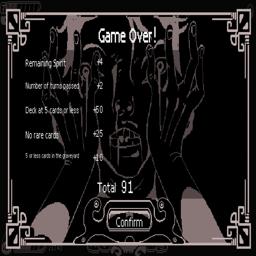 Game Over!
Remaining Spirit +4
Number of turns passed +2
Deck at 5 cards or less +50
No rare cards +25
5 or less cards in the graveyard +10
Total 91
Confirm